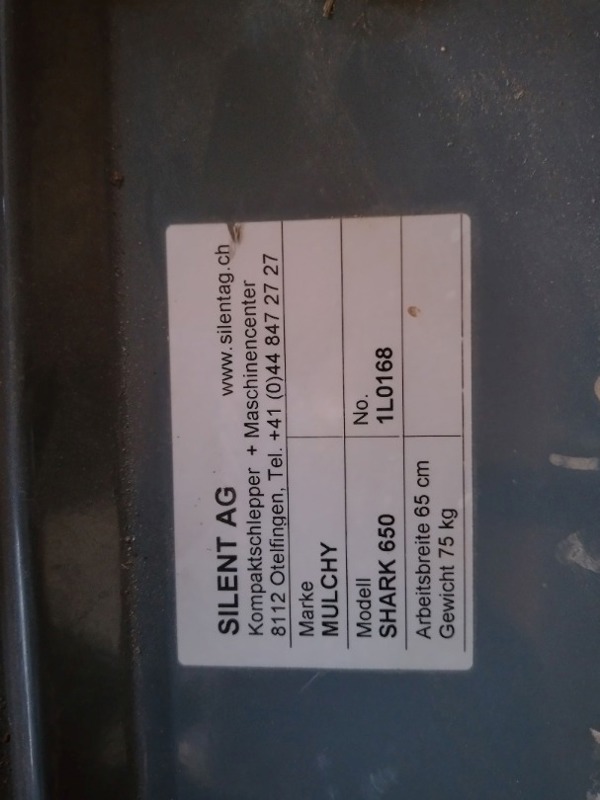 SILENT AG www.silentag.ch
Kompaktschlepper + Maschinencenter
8112 Otelfingen, Tel. +41 (0)44 847 27 27
Marke
MULCHY
Modell No.
SHARK 650 1L0168
Arbeitsbreite 65 cm
Gewicht 75 kg